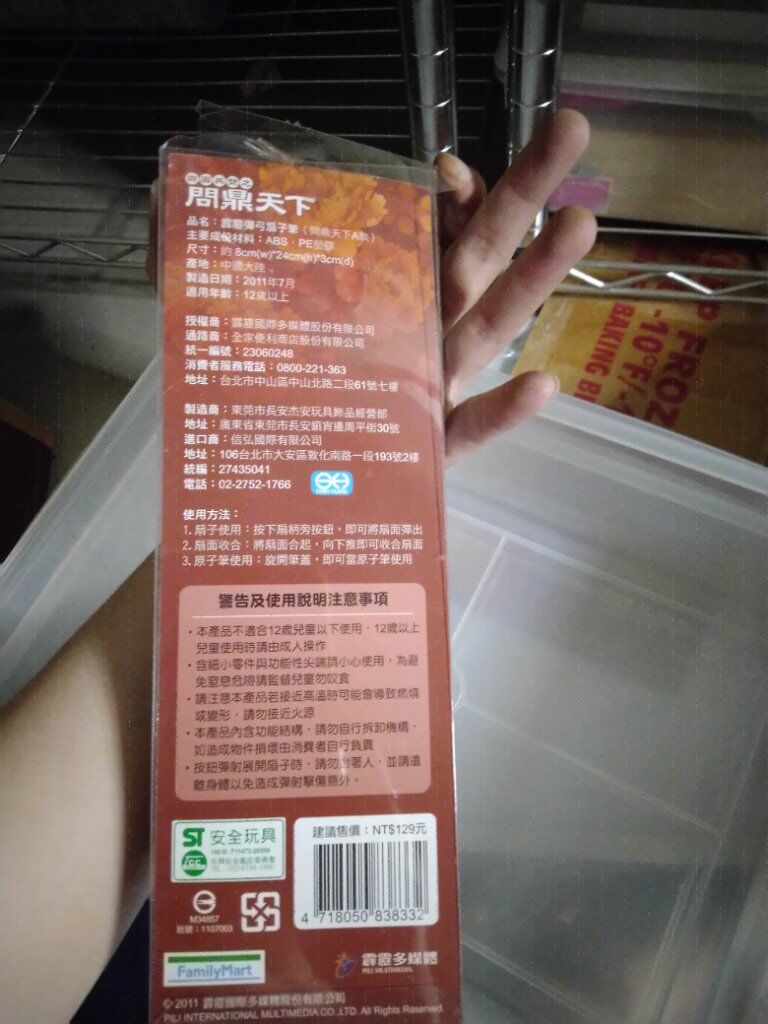 問鼎天下
品名：霹靂彈弓扇子筆（問鼎天下A款）
主要成份材料：ABS、PE塑膠
尺寸：約 8cm(w)*24cm(h)*3cm(d)
產地：中國大陸
製造日期：2011年7月
適用年齡：12歲以上
授權商：霹靂國際多媒體股份有限公司
通路商：全家便利商店股份有限公司
統一編號：23060248
消費者服務電話：0800-221-363
地址：台北市中山區中山北路二段61號七樓
製造商：東莞市長安杰安玩具飾品經營部
地址：廣東省東莞市長安鎮宵邊周平街30號
進口商：信弘國際有限公司
地址：106台北市大安區敦化南路一段193號2樓
統編：27435041
電話：02-2752-1766
使用方法：
1. 扇子使用：按下扇柄旁按鈕，即可將扇面彈出
2. 扇面收合：將扇面合起，向下推即可收合扇面
3. 原子筆使用：旋開筆蓋，即可當原子筆使用
警告及使用說明注意事項
・本產品不適合12歲兒童以下使用，12歲以上
兒童使用時請由成人操作
・含細小零件與功能性尖端請小心使用，為避
免窒息危險請監督兒童勿吸食
・請注意本產品若接近高溫時可能會導致燃燒
或變形，請勿接近火源
・本產品內含功能結構，請勿自行拆卸機構，
如造成物件損壞由消費者自行負責
・按鈕彈射展開扇子時，請勿對著人，並請遠
離身體以免造成彈射擊傷意外。
ST 安全玩具
建議售價：NT$129元
4 718050 838332
M34857
批號：1107003
FamilyMart
霹靂多媒體
PILI MULTIMEDIA
© 2011 霹靂國際多媒體股份有限公司
PILI INTERNATIONAL MULTIMEDIA CO.,LTD. All Rights Reserved.
FROZ
-10°F/-
BAKING